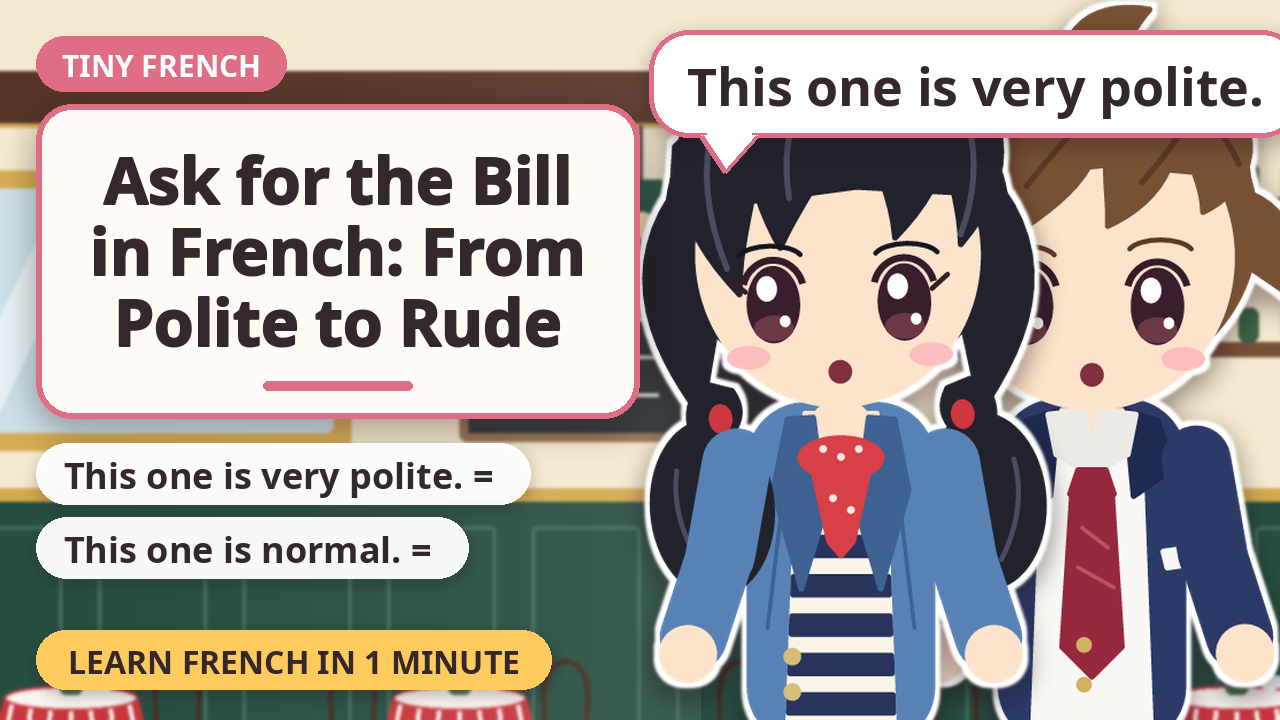 TINY FRENCH
Ask for the Bill
in French: From
Polite to Rude
This one is very polite.
This one is very polite. =
This one is normal. =
LEARN FRENCH IN 1 MINUTE